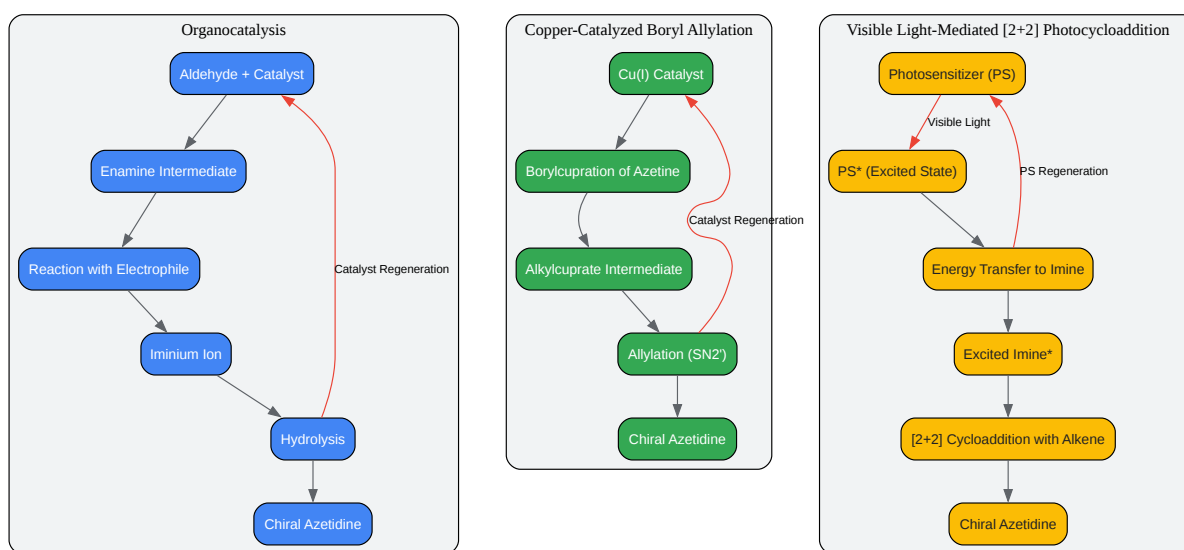 Organocatalysis
Aldehyde + Catalyst
Enamine Intermediate
Reaction with Electrophile
Catalyst Regeneration
Iminium Ion
Hydrolysis
Chiral Azetidine
Copper-Catalyzed Boryl Allylation
Cu(I) Catalyst
Borylcupration of Azetine
Catalyst Regeneration
Alkylcuprate Intermediate
Allylation (SN2')
Chiral Azetidine
Visible Light-Mediated [2+2] Photocycloaddition
Photosensitizer (PS)
Visible Light
PS* (Excited State)
PS Regeneration
Energy Transfer to Imine
Excited Imine*
[2+2] Cycloaddition with Alkene
Chiral Azetidine